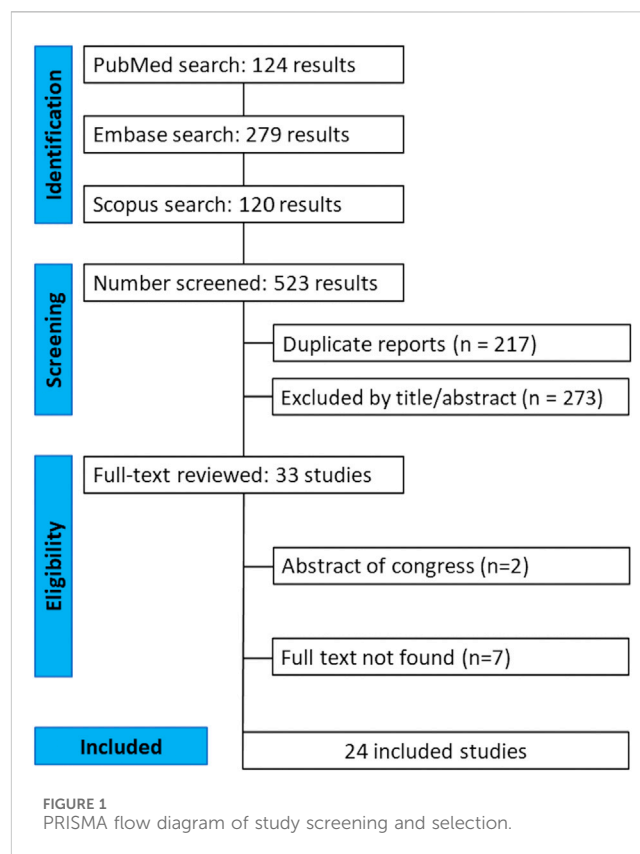 Identification
PubMed search: 124 results
Embase search: 279 results
Scopus search: 120 results
Screening
Number screened: 523 results
Duplicate reports (n = 217)
Excluded by title/abstract (n = 273)
Eligibility
Full-text reviewed: 33 studies
Abstract of congress (n=2)
Full text not found (n=7)
Included
24 included studies
FIGURE 1
PRISMA flow diagram of study screening and selection.